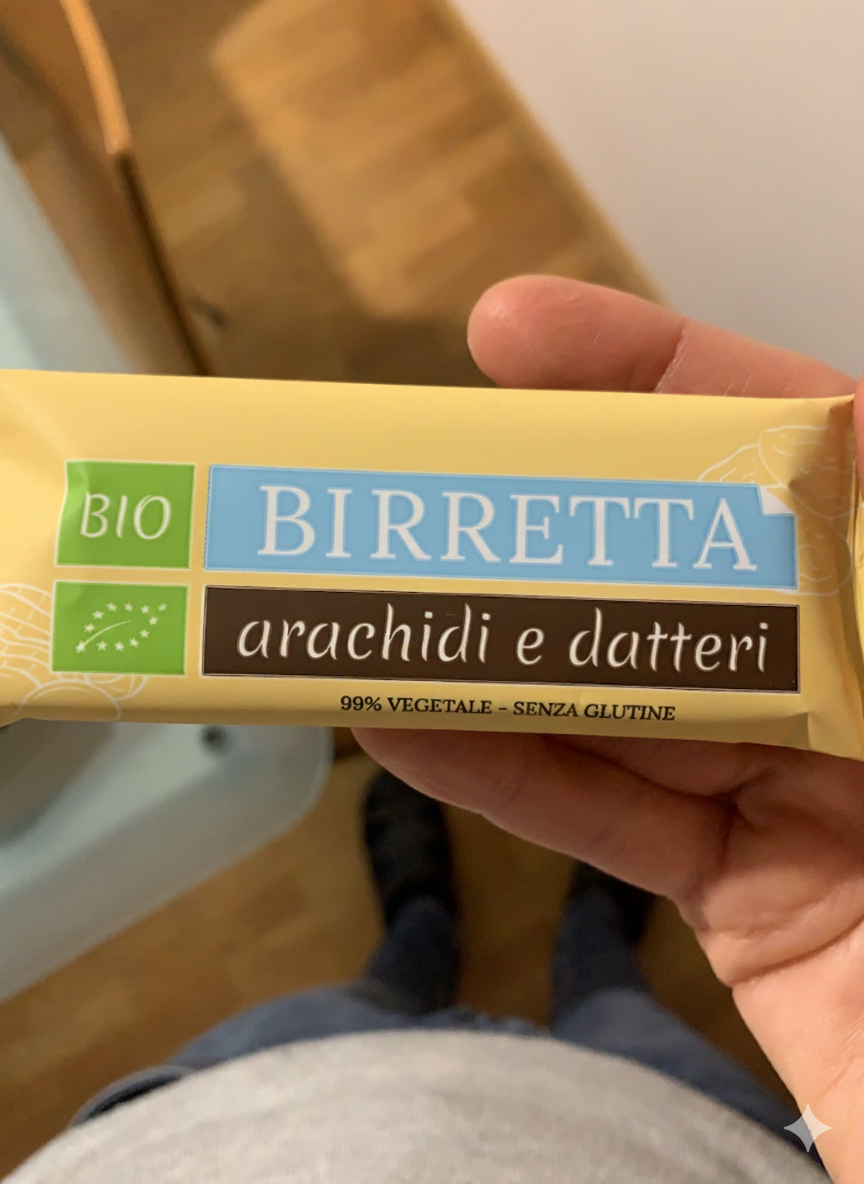 BIO
BIRRETTA
arachidi e datteri
99% VEGETALE - SENZA GLUTINE